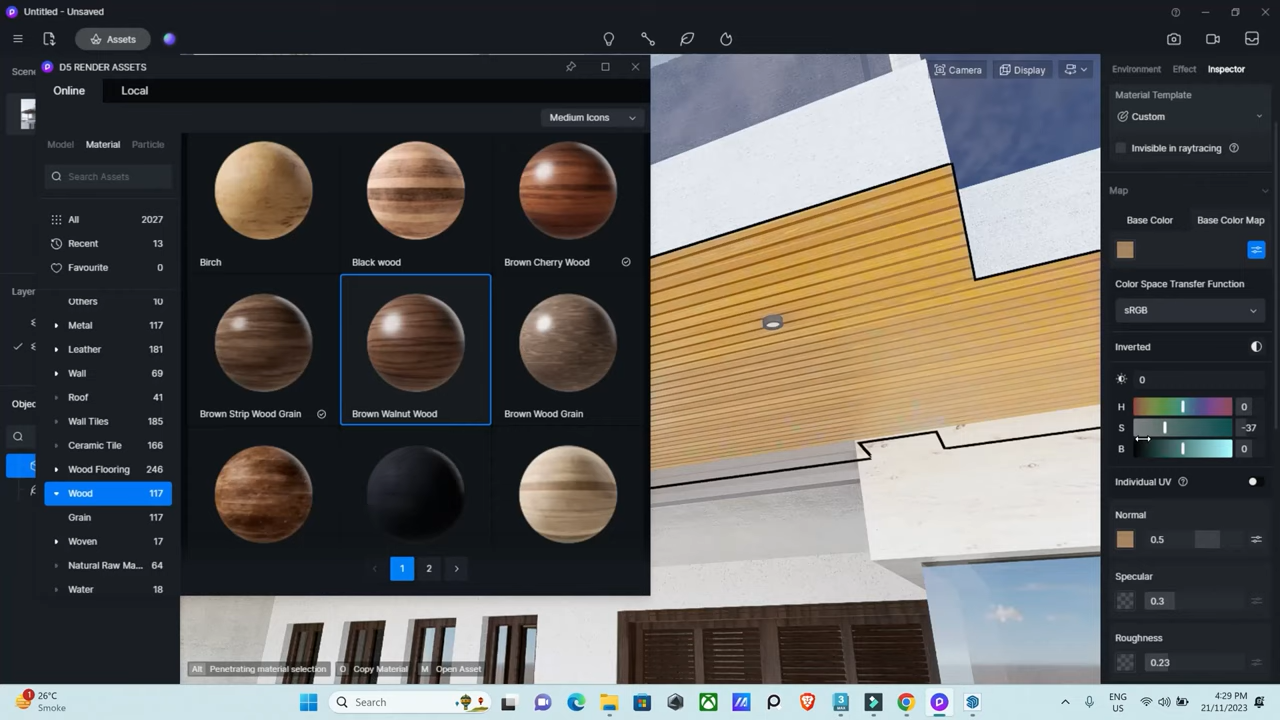 Untitled - Unsaved
Assets
Scene
D5 RENDER ASSETS
Online
Local
Medium Icons
Model
Material
Particle
Search Assets
All 2027
Recent 13
Favourite 0
Others 10
Metal 117
Leather 181
Wall 69
Roof 41
Wall Tiles 185
Ceramic Tile 166
Wood Flooring 246
Wood 117
Grain 117
Woven 17
Natural Raw Ma... 64
Water 18
Birch
Black wood
Brown Cherry Wood
Brown Strip Wood Grain
Brown Walnut Wood
Brown Wood Grain
1
2
Layer
Objec
Alt Penetrating material selection O Copy Material M Open Asset
Camera
Display
Environment
Effect
Inspector
Material Template
Custom
Invisible in raytracing
Map
Base Color
Base Color Map
Color Space Transfer Function
sRGB
Inverted
0
H 0
S -37
B 0
Individual UV
Normal
0.5
Specular
0.3
Roughness
0.23
1
26°C
Smoke
Search
ENG
US
4:29 PM
21/11/2023